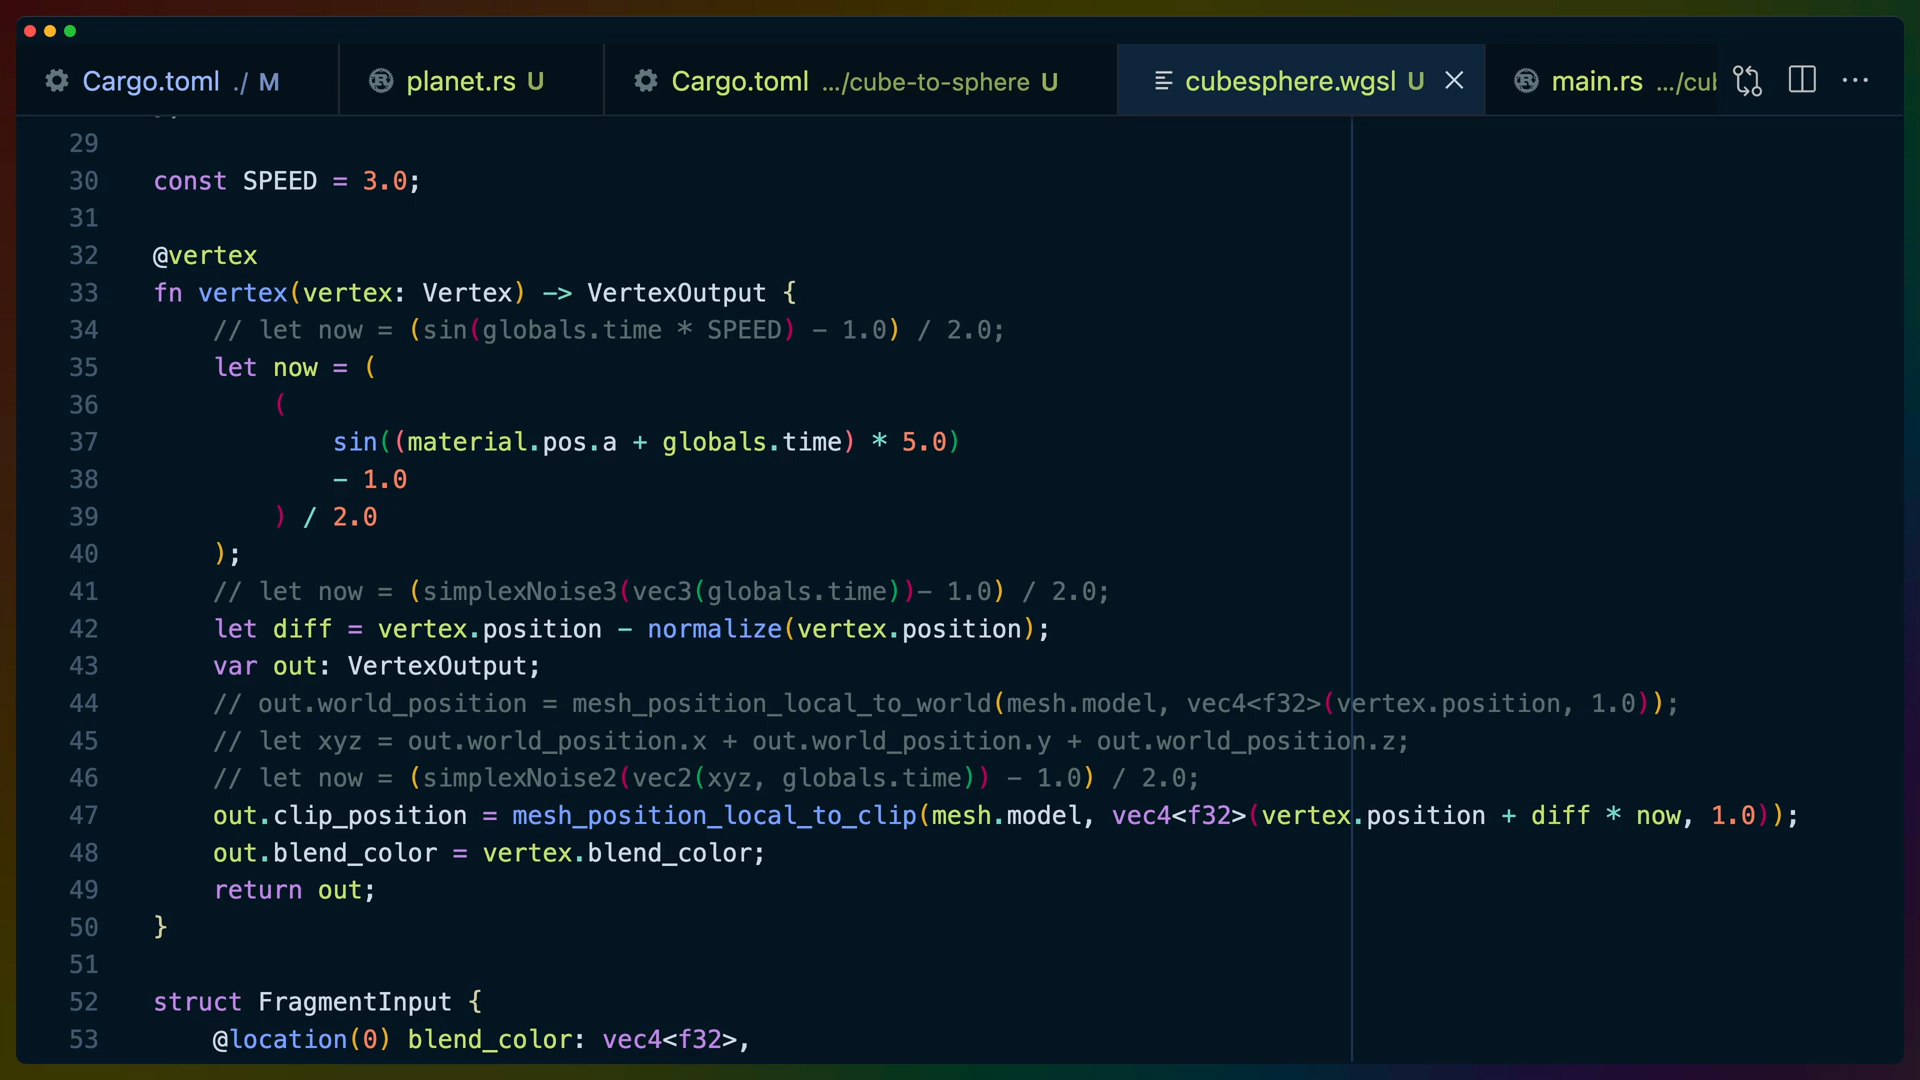 Cargo.toml ./ M
planet.rs U
Cargo.toml .../cube-to-sphere U
cubesphere.wgsl U
main.rs .../cub
29
30 const SPEED = 3.0;
31
32 @vertex
33 fn vertex(vertex: Vertex) -> VertexOutput {
34     // let now = (sin(globals.time * SPEED) - 1.0) / 2.0;
35     let now = (
36         (
37             sin((material.pos.a + globals.time) * 5.0)
38             - 1.0
39         ) / 2.0
40     );
41     // let now = (simplexNoise3(vec3(globals.time))- 1.0) / 2.0;
42     let diff = vertex.position - normalize(vertex.position);
43     var out: VertexOutput;
44     // out.world_position = mesh_position_local_to_world(mesh.model, vec4<f32>(vertex.position, 1.0));
45     // let xyz = out.world_position.x + out.world_position.y + out.world_position.z;
46     // let now = (simplexNoise2(vec2(xyz, globals.time)) - 1.0) / 2.0;
47     out.clip_position = mesh_position_local_to_clip(mesh.model, vec4<f32>(vertex.position + diff * now, 1.0));
48     out.blend_color = vertex.blend_color;
49     return out;
50 }
51
52 struct FragmentInput {
53     @location(0) blend_color: vec4<f32>,